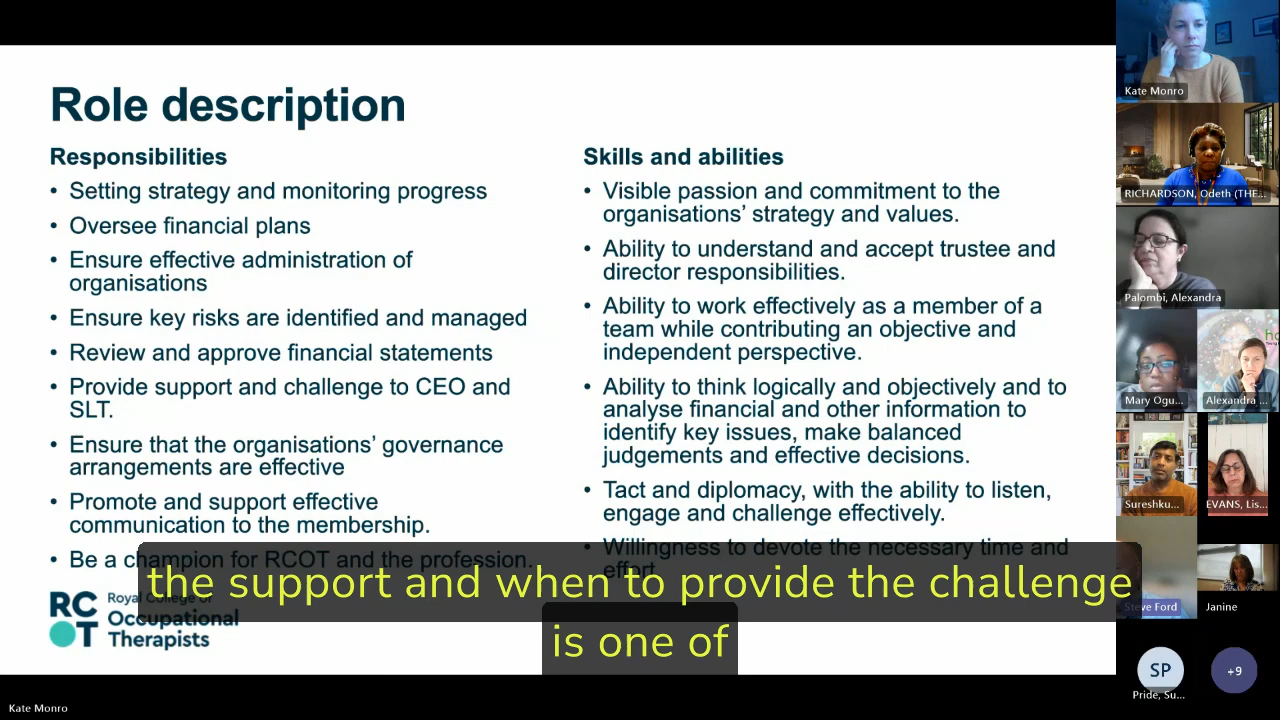 Role description
Responsibilities
• Setting strategy and monitoring progress
• Oversee financial plans
• Ensure effective administration of
organisations
• Ensure key risks are identified and managed
• Review and approve financial statements
• Provide support and challenge to CEO and
SLT.
• Ensure that the organisations’ governance
arrangements are effective
• Promote and support effective
communication to the membership.
• Be a champion for RCOT and the profession.
Skills and abilities
• Visible passion and commitment to the
organisations’ strategy and values.
• Ability to understand and accept trustee and
director responsibilities.
• Ability to work effectively as a member of a
team while contributing an objective and
independent perspective.
• Ability to think logically and objectively and to
analyse financial and other information to
identify key issues, make balanced
judgements and effective decisions.
• Tact and diplomacy, with the ability to listen,
engage and challenge effectively.
• Willingness to devote the necessary time and
effort.
the support and when to provide the challenge
is one of
RCOT
Royal College of
Occupational
Therapists
Kate Monro
Kate Monro
RICHARDSON, Odeth (THE...
Palombi, Alexandra
Mary Ogu...
Alexandra ...
Sureshku...
EVANS, Lis...
Steve Ford
Janine
SP
Pride, Su...
+9